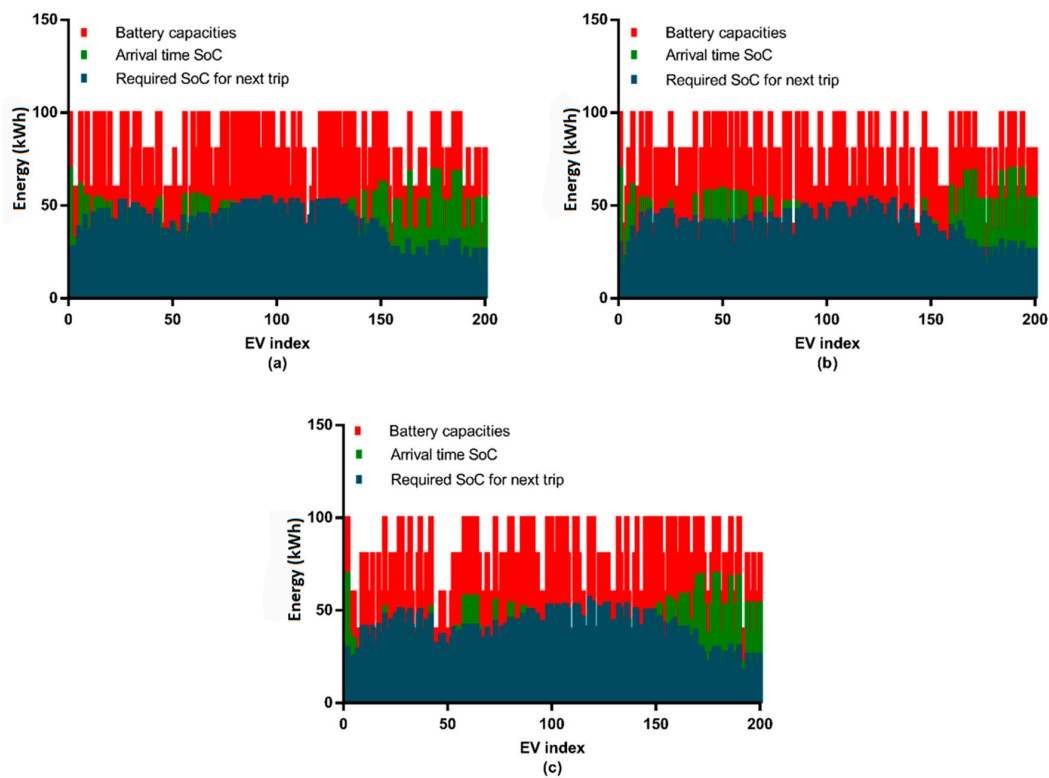 150
Battery capacities
Arrival time SoC
Required SoC for next trip
100
50
0
Energy (kWh)
0 50 100 150 200
EV index
(a)
150
Battery capacities
Arrival time SoC
Required SoC for next trip
100
50
0
Energy (kWh)
0 50 100 150 200
EV index
(b)
150
Battery capacities
Arrival time SoC
Required SoC for next trip
100
50
0
Energy (kWh)
0 50 100 150 200
EV index
(c)